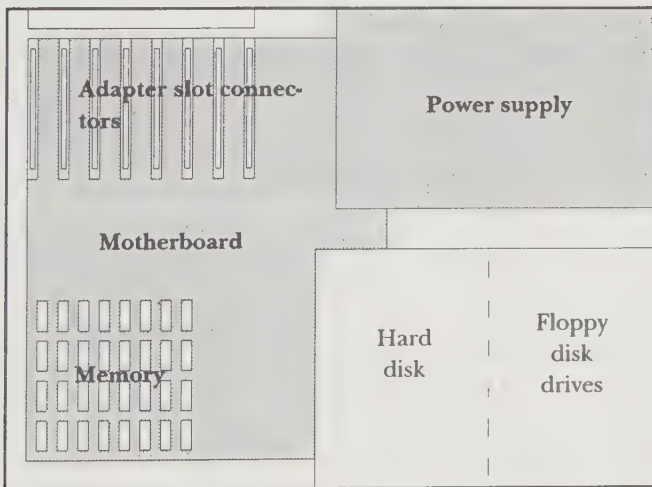 Adapter slot connec-
tors
Power supply
Motherboard
Memory
Hard
disk
Floppy
disk
drives